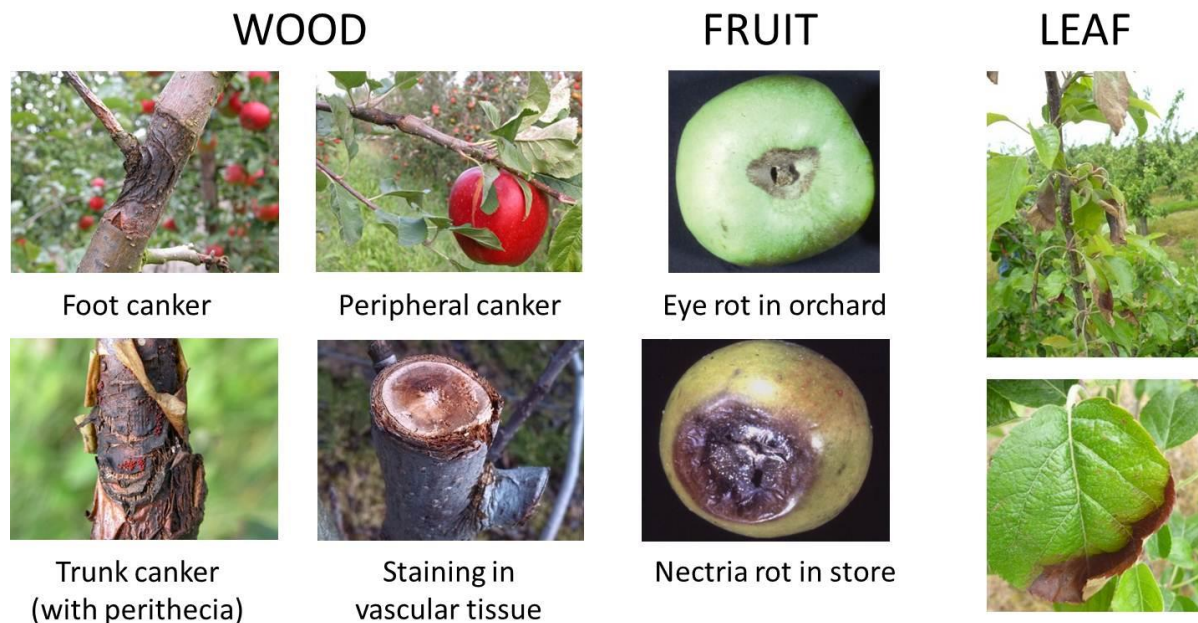 WOOD
FRUIT
LEAF
Foot canker
Peripheral canker
Eye rot in orchard
Trunk canker
(with perithecia)
Staining in
vascular tissue
Nectria rot in store